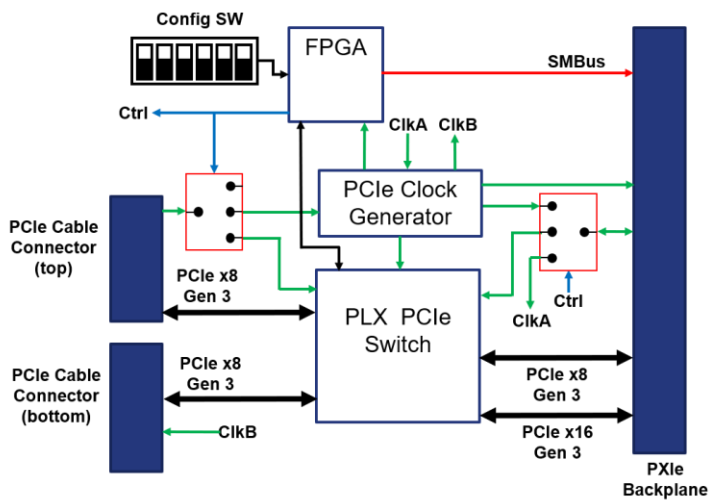 Config SW
FPGA
SMBus
Ctrl
ClkA
ClkB
PCIe Clock
Generator
PCIe Cable
Connector
(top)
PCIe x8
Gen 3
Ctrl
ClkA
PLX PCIe
Switch
PCIe Cable
Connector
(bottom)
PCIe x8
Gen 3
ClkB
PCIe x8
Gen 3
PCIe x16
Gen 3
PXIe
Backplane